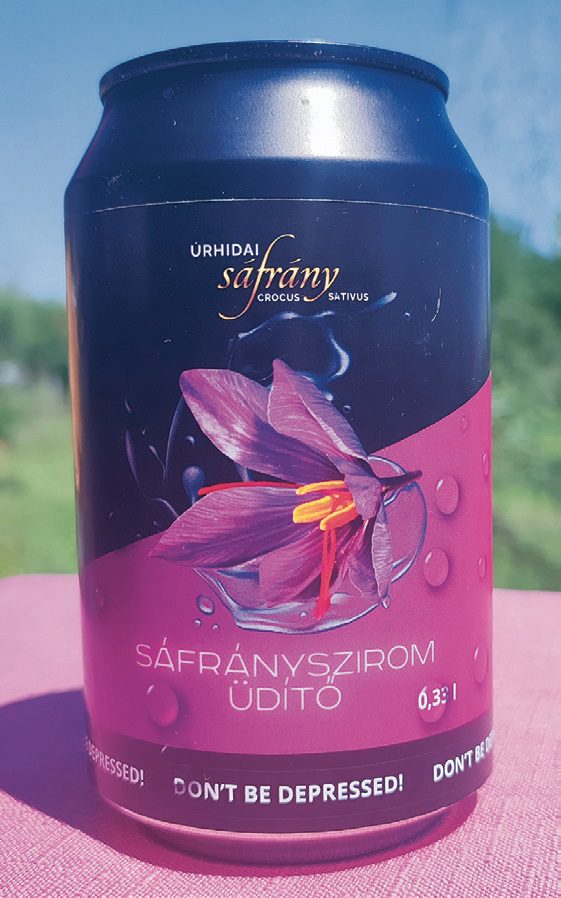 ÚRHIDAI
sáfrány
CROCUS SATIVUS
SÁFRÁNYSZIROM
ÜDÍTŐ
0,33 l
DEPRESSED! DON'T BE DEPRESSED! DON'T BE